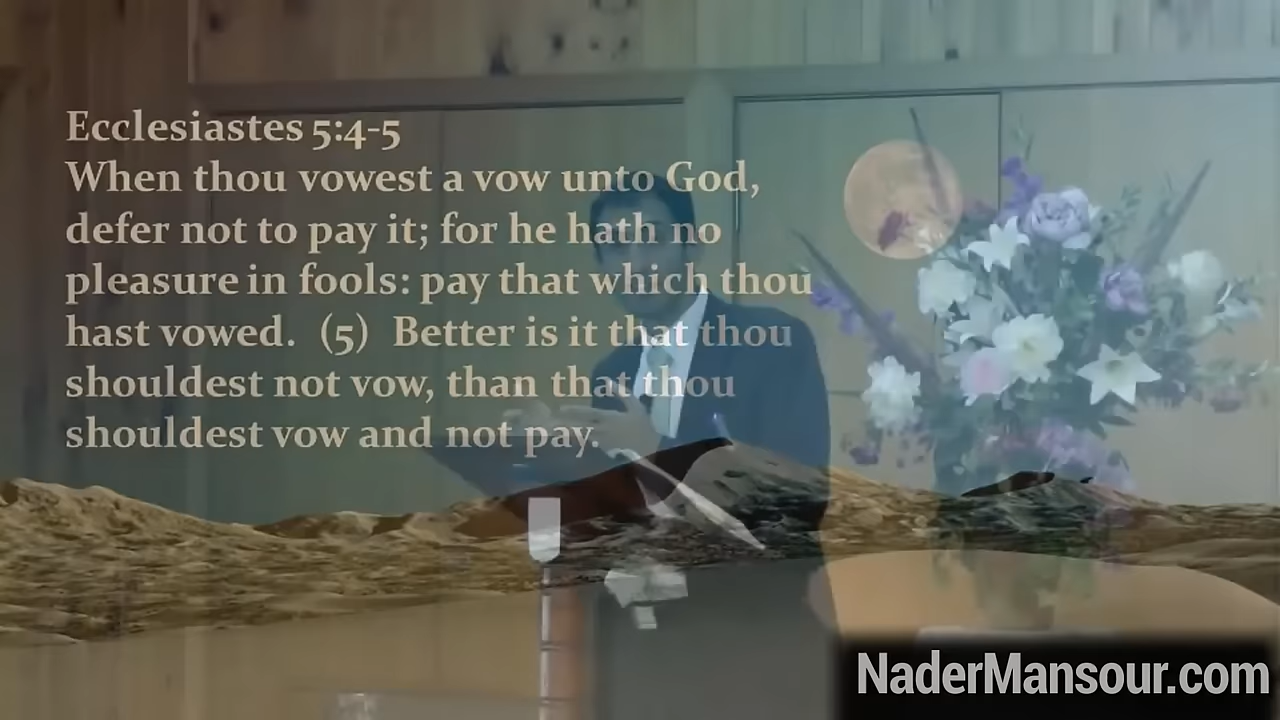 Ecclesiastes 5:4-5
When thou vowest a vow unto God,
defer not to pay it; for he hath no
pleasure in fools: pay that which thou
hast vowed. (5) Better is it that thou
shouldest not vow, than that thou
shouldest vow and not pay.
NaderMansour.com